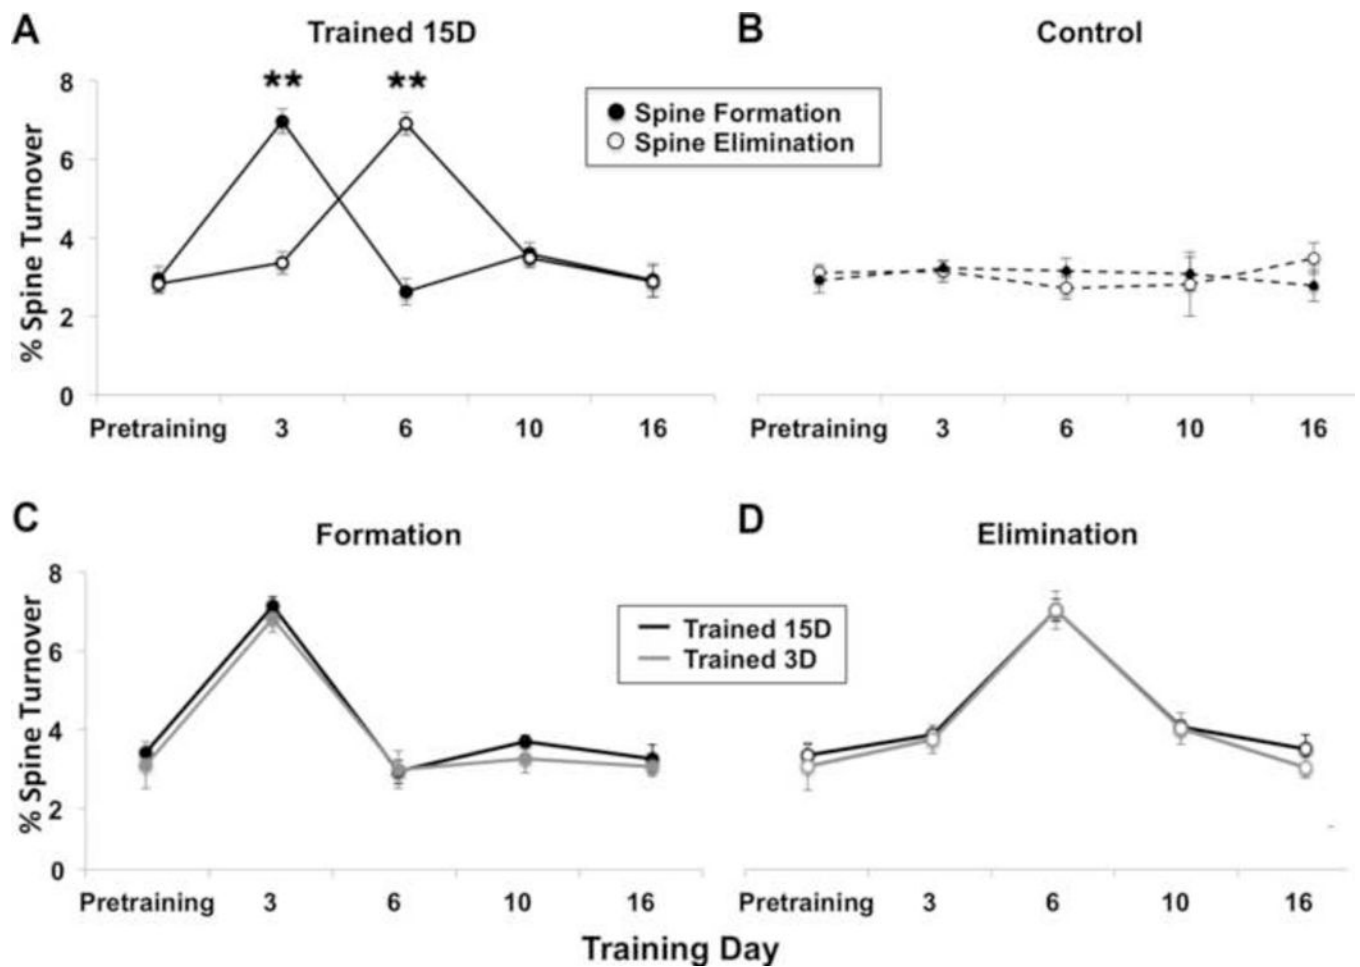 A Trained 15D
B Control
** **
Spine Formation
Spine Elimination
% Spine Turnover
8
6
4
2
0
Pretraining 3 6 10 16
Pretraining 3 6 10 16
C Formation
D Elimination
Trained 15D
Trained 3D
% Spine Turnover
8
6
4
2
0
Pretraining 3 6 10 16
Pretraining 3 6 10 16
Training Day